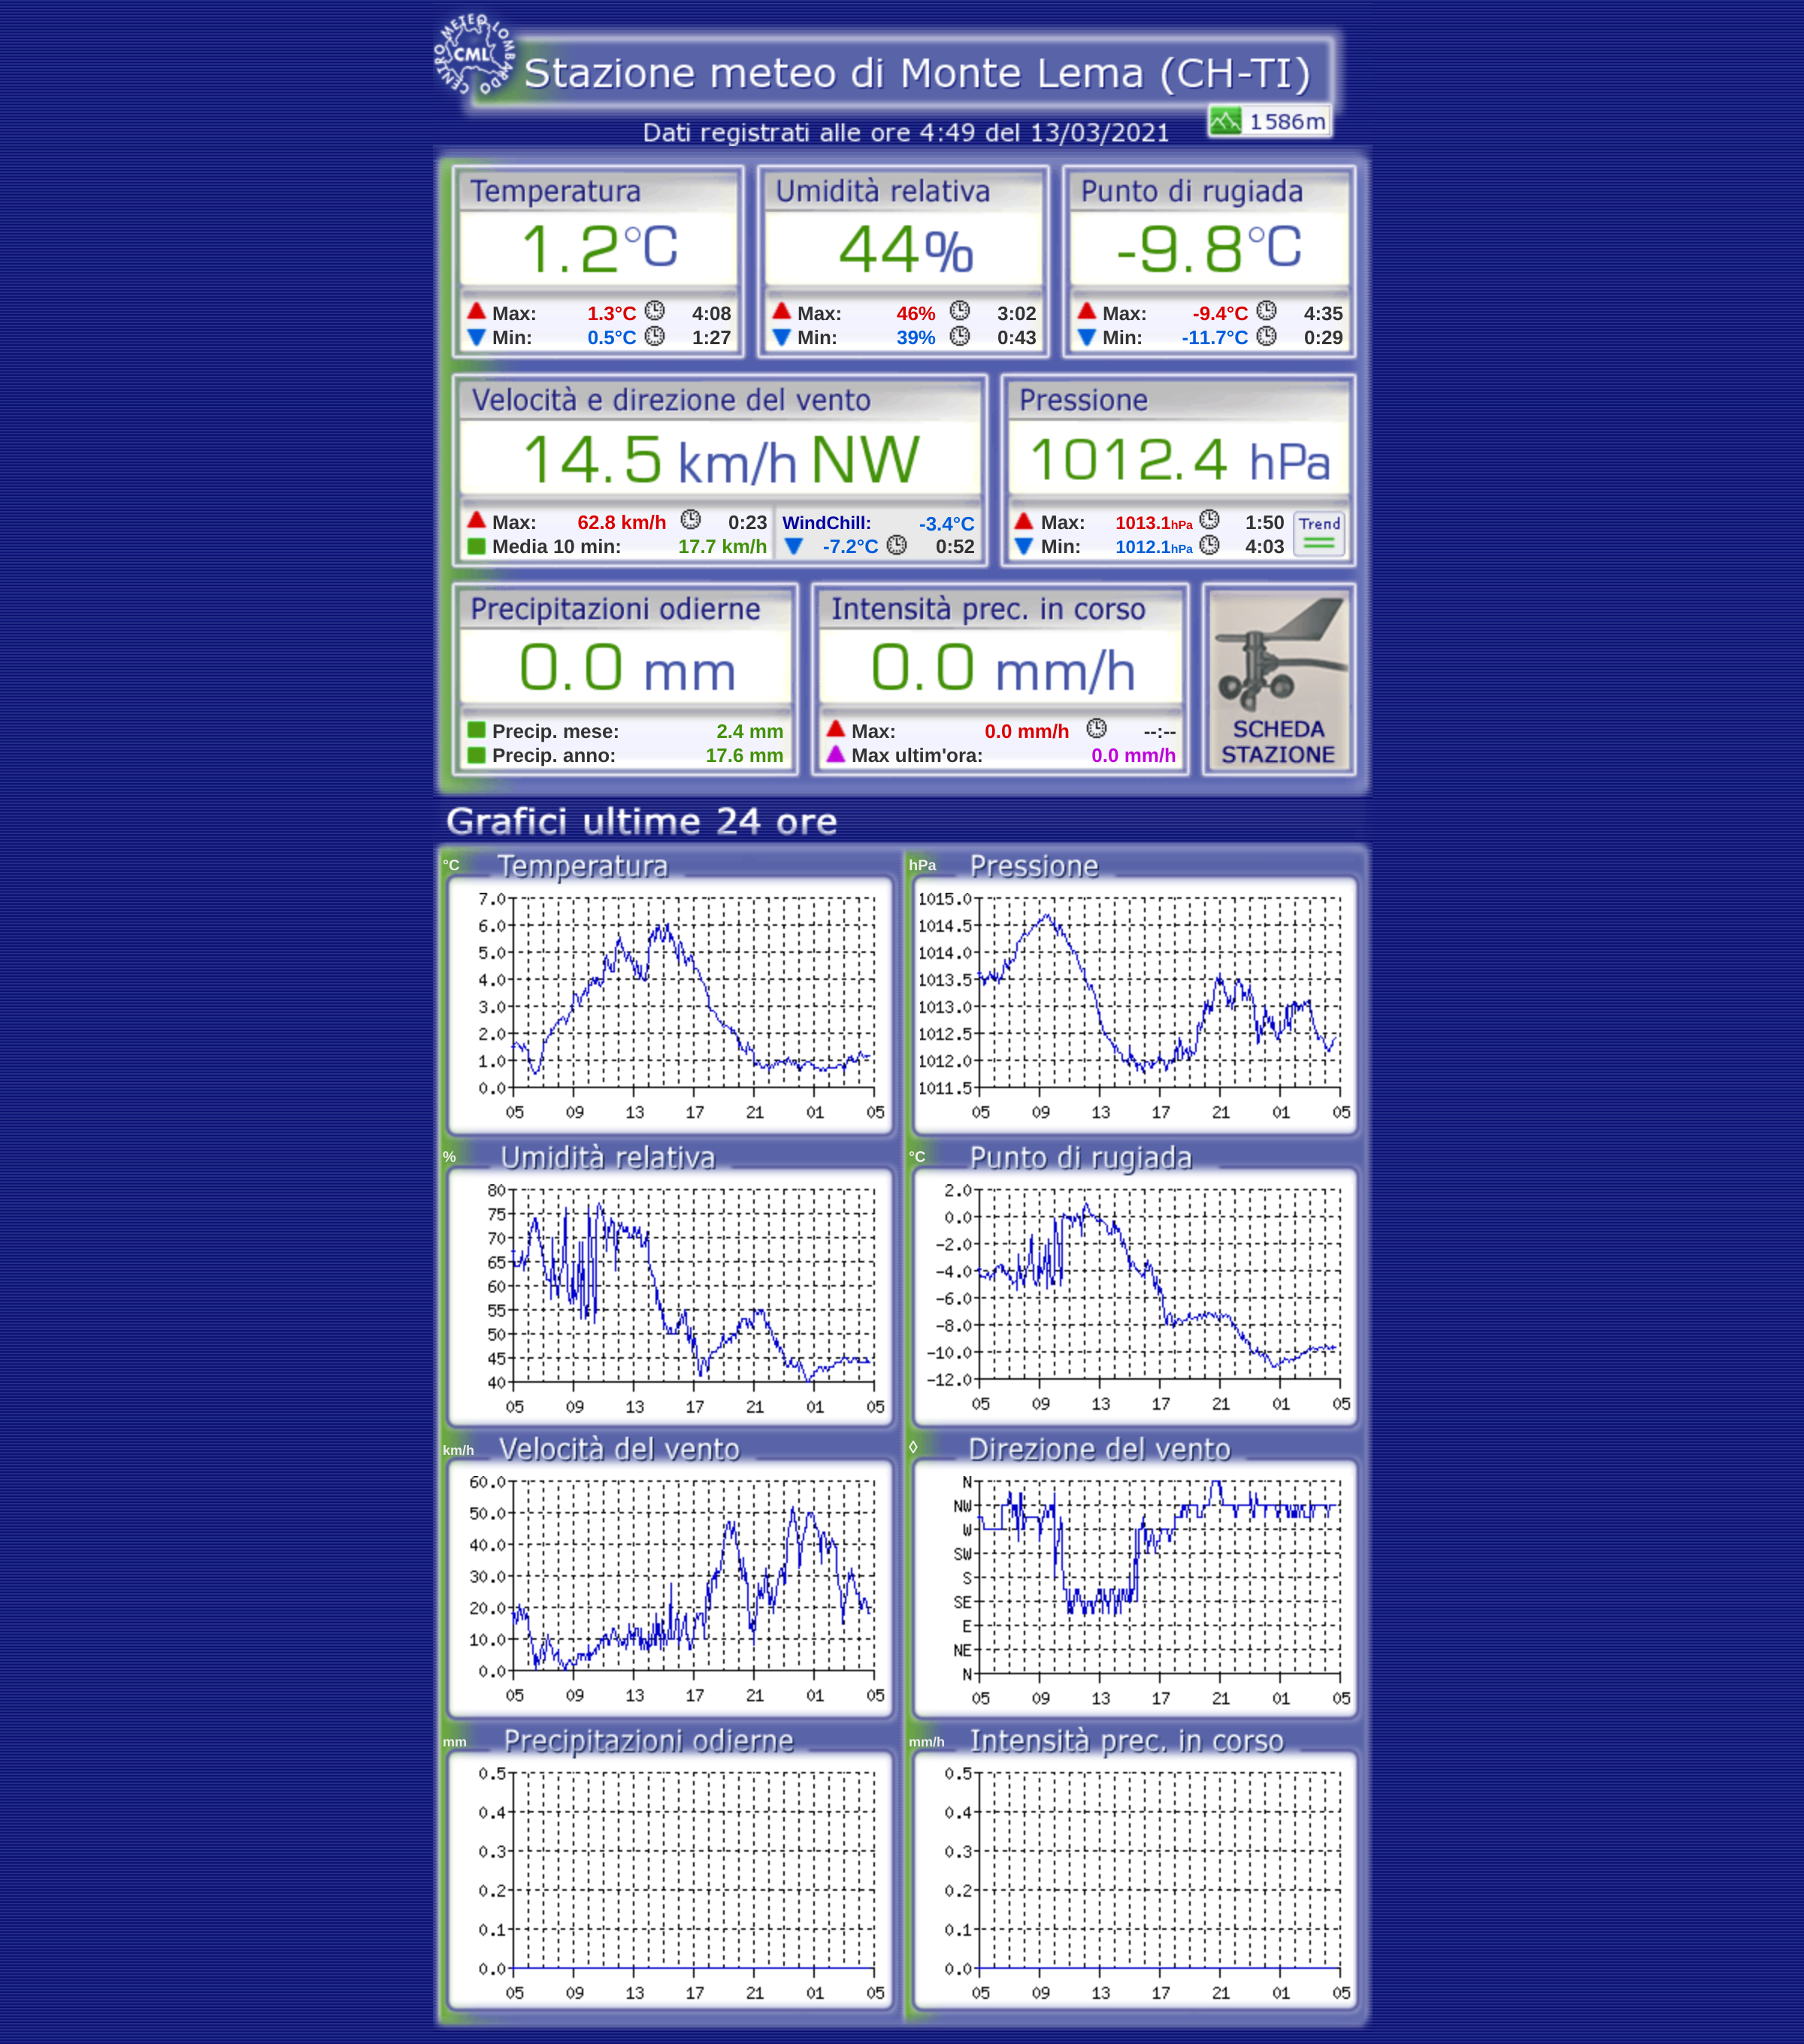 CENTRO METEO LOMBARDO
CML
Stazione meteo di Monte Lema (CH-TI)
1586m
Dati registrati alle ore 4:49 del 13/03/2021
Temperatura Umidità relativa Punto di rugiada
1.2°C 44% -9.8°C
Max: 1.3°C 4:08 Max: 46% 3:02 Max: -9.4°C 4:35
Min: 0.5°C 1:27 Min: 39% 0:43 Min: -11.7°C 0:29
Velocità e direzione del vento Pressione
14.5 km/h NW 1012.4 hPa
Max: 62.8 km/h 0:23 WindChill: -3.4°C Max: 1013.1hPa 1:50 Trend
Media 10 min: 17.7 km/h -7.2°C 0:52 Min: 1012.1hPa 4:03
Precipitazioni odierne Intensità prec. in corso
0.0 mm 0.0 mm/h
Precip. mese: 2.4 mm Max: 0.0 mm/h --:-- SCHEDA
Precip. anno: 17.6 mm Max ultim'ora: 0.0 mm/h STAZIONE
Grafici ultime 24 ore
°C Temperatura
7.0
6.0
5.0
4.0
3.0
2.0
1.0
0.0
05 09 13 17 21 01 05
hPa Pressione
1015.0
1014.5
1014.0
1013.5
1013.0
1012.5
1012.0
1011.5
05 09 13 17 21 01 05
% Umidità relativa
80
75
70
65
60
55
50
45
40
05 09 13 17 21 01 05
°C Punto di rugiada
2.0
0.0
-2.0
-4.0
-6.0
-8.0
-10.0
-12.0
05 09 13 17 21 01 05
km/h Velocità del vento
60.0
50.0
40.0
30.0
20.0
10.0
0.0
05 09 13 17 21 01 05
◊ Direzione del vento
N
NW
W
SW
S
SE
E
NE
N
05 09 13 17 21 01 05
mm Precipitazioni odierne
0.5
0.4
0.3
0.2
0.1
0.0
05 09 13 17 21 01 05
mm/h Intensità prec. in corso
0.5
0.4
0.3
0.2
0.1
0.0
05 09 13 17 21 01 05